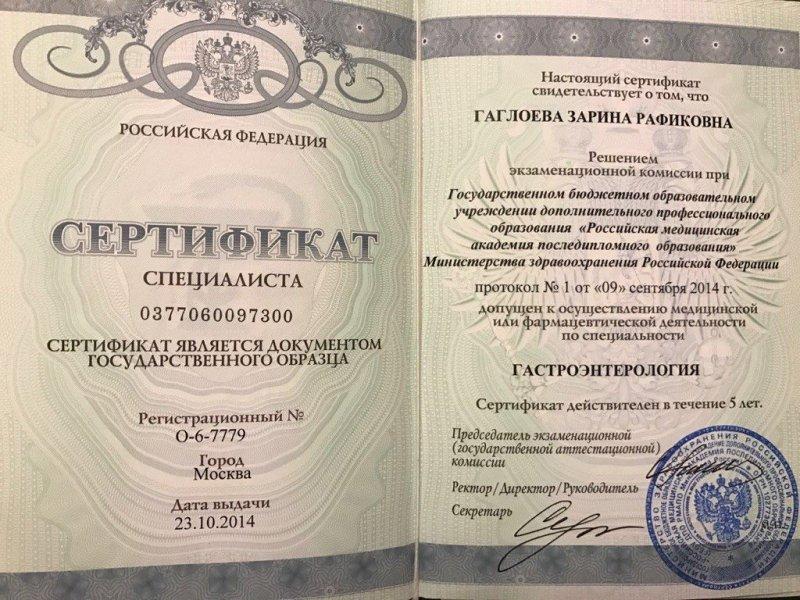 РОССИЙСКАЯ ФЕДЕРАЦИЯ
СЕРТИФИКАТ
СПЕЦИАЛИСТА
0377060097300
СЕРТИФИКАТ ЯВЛЯЕТСЯ ДОКУМЕНТОМ
ГОСУДАРСТВЕННОГО ОБРАЗЦА
Регистрационный №
О-6-7779
Город
Москва
Дата выдачи
23.10.2014
Настоящий сертификат
свидетельствует о том, что
ГАГЛОЕВА ЗАРИНА РАФИКОВНА
Решением
экзаменационной комиссии при
Государственном бюджетном образовательном
учреждении дополнительного профессионального
образования «Российская медицинская
академия последипломного образования»
Министерства здравоохранения Российской Федерации
протокол № 1 от «09» сентября 2014 г.
допущен к осуществлению медицинской
или фармацевтической деятельности
по специальности
ГАСТРОЭНТЕРОЛОГИЯ
Сертификат действителен в течение 5 лет.
Председатель экзаменационной
(государственной аттестационной)
комиссии
Ректор/Директор/Руководитель
Секретарь